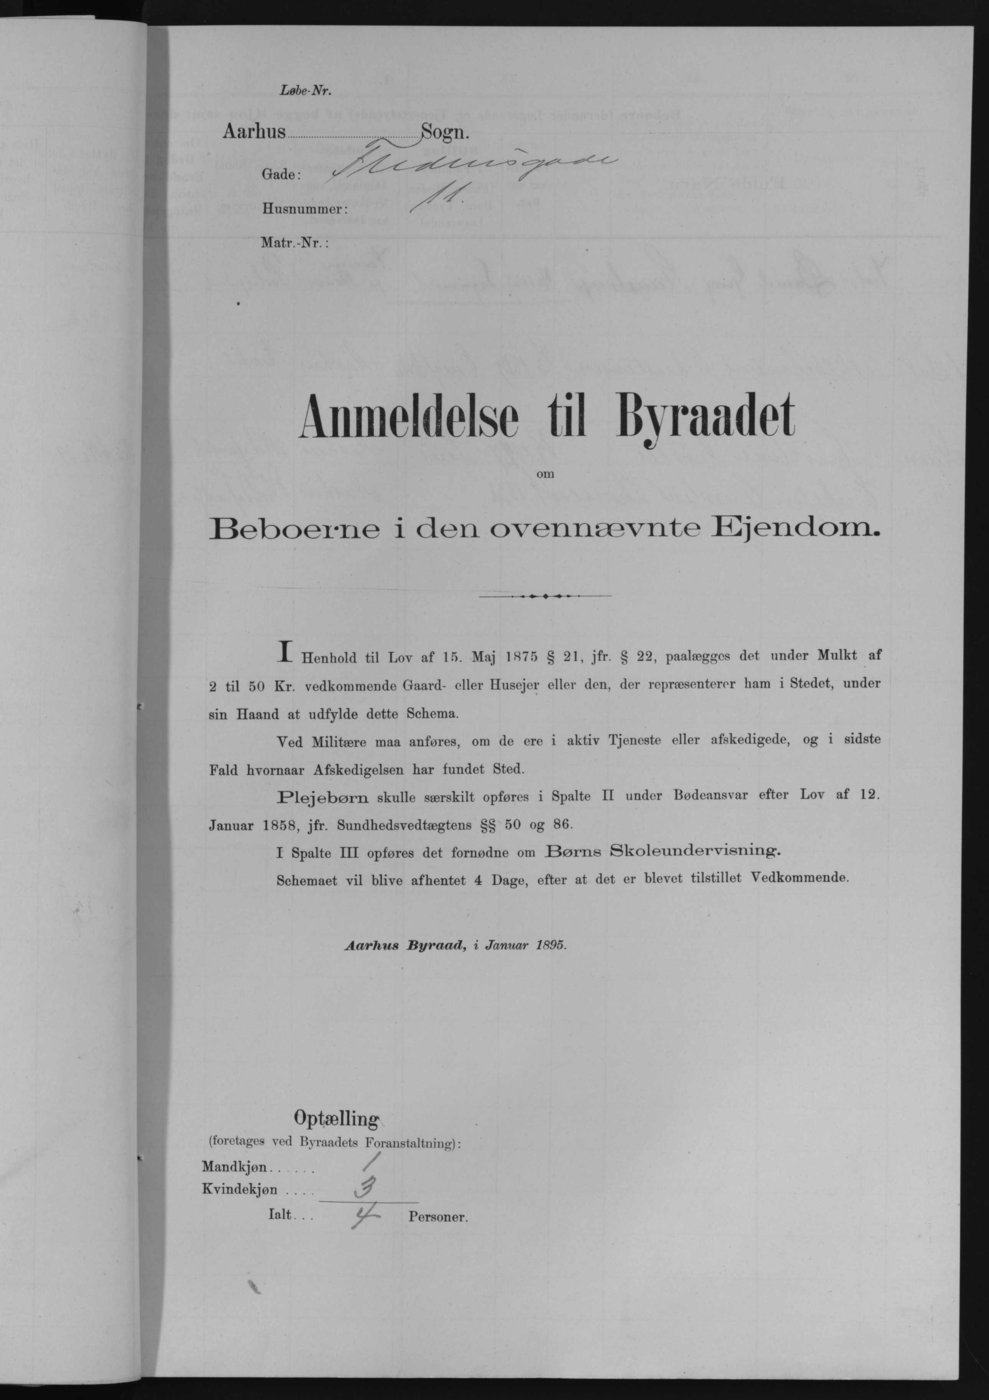 Løbe-Nr.
Aarhus Sogn.
Gade: Fredensgade
Husnummer: 11.
Matr.-Nr.:
Anmeldelse til Byraadet
om
Beboerne i den ovennævnte Ejendom.
I Henhold til Lov af 15. Maj 1875 § 21, jfr. § 22, paalægges det under Mulkt af
2 til 50 Kr. vedkommende Gaard- eller Husejer eller den, der repræsenterer ham i Stedet, under
sin Haand at udfylde dette Schema.
Ved Militære maa anføres, om de ere i aktiv Tjeneste eller afskedigede, og i sidste
Fald hvornaar Afskedigelsen har fundet Sted.
Plejebørn skulle særskilt opføres i Spalte II under Bødeansvar efter Lov af 12.
Januar 1858, jfr. Sundhedsvedtægtens §§ 50 og 86.
I Spalte III opføres det fornødne om Børns Skoleundervisning.
Schemaet vil blive afhentet 4 Dage, efter at det er blevet tilstillet Vedkommende.
Aarhus Byraad, i Januar 1895.
Optælling
(foretages ved Byraadets Foranstaltning):
Mandkjøn...... 1
Kvindekjøn .... 3
Ialt... 4 Personer.